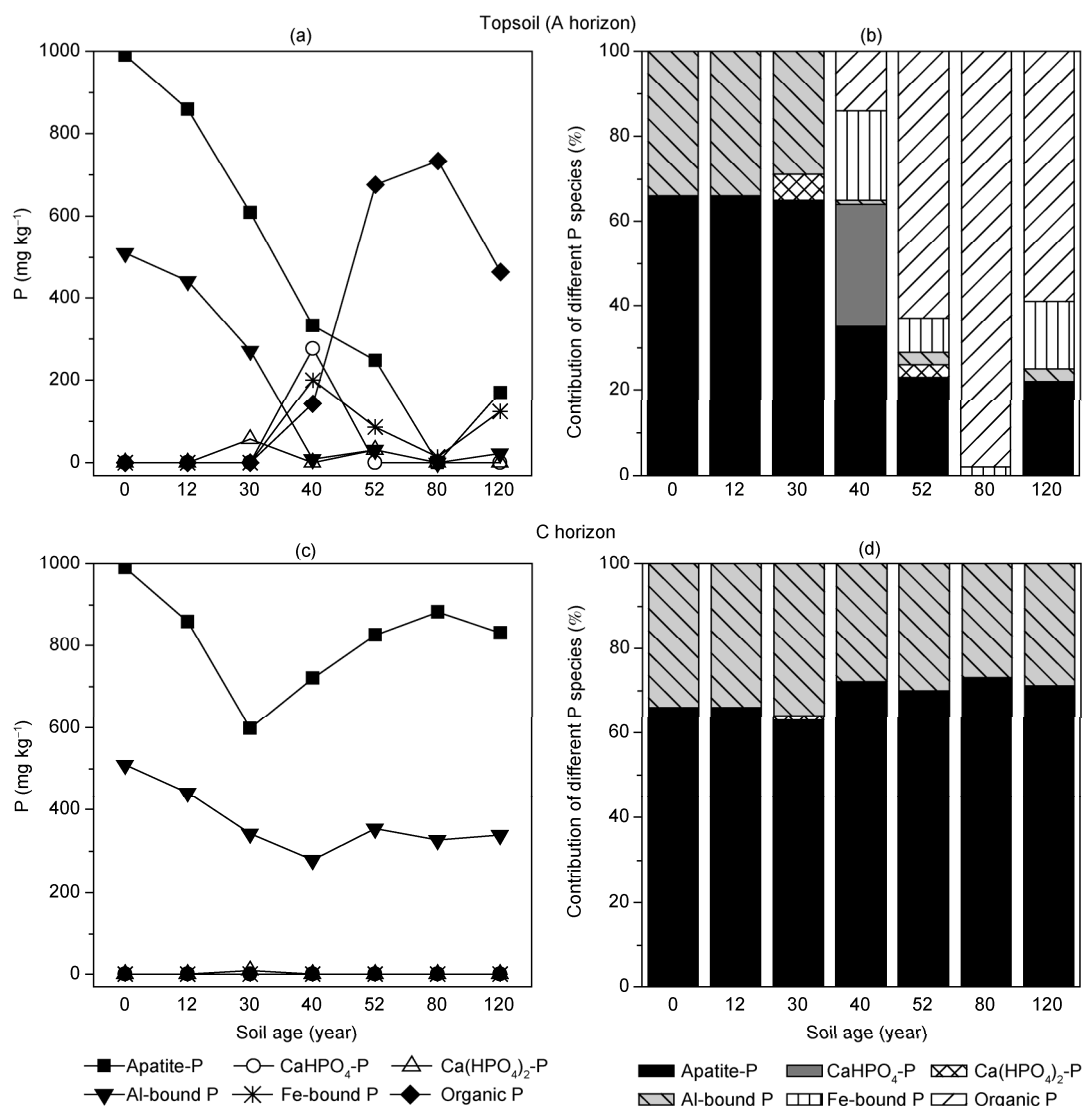 Topsoil (A horizon)
(a)
(b)
1000
800
600
400
200
0
P (mg kg⁻¹)
0 12 30 40 52 80 120
100
80
60
40
20
0
Contribution of different P species (%)
0 12 30 40 52 80 120
C horizon
(c)
(d)
1000
800
600
400
200
0
P (mg kg⁻¹)
0 12 30 40 52 80 120
Soil age (year)
100
80
60
40
20
0
Contribution of different P species (%)
0 12 30 40 52 80 120
Soil age (year)
Apatite-P CaHPO₄-P Ca(HPO₄)₂-P
Al-bound P Fe-bound P Organic P
Apatite-P CaHPO₄-P Ca(HPO₄)₂-P
Al-bound P Fe-bound P Organic P